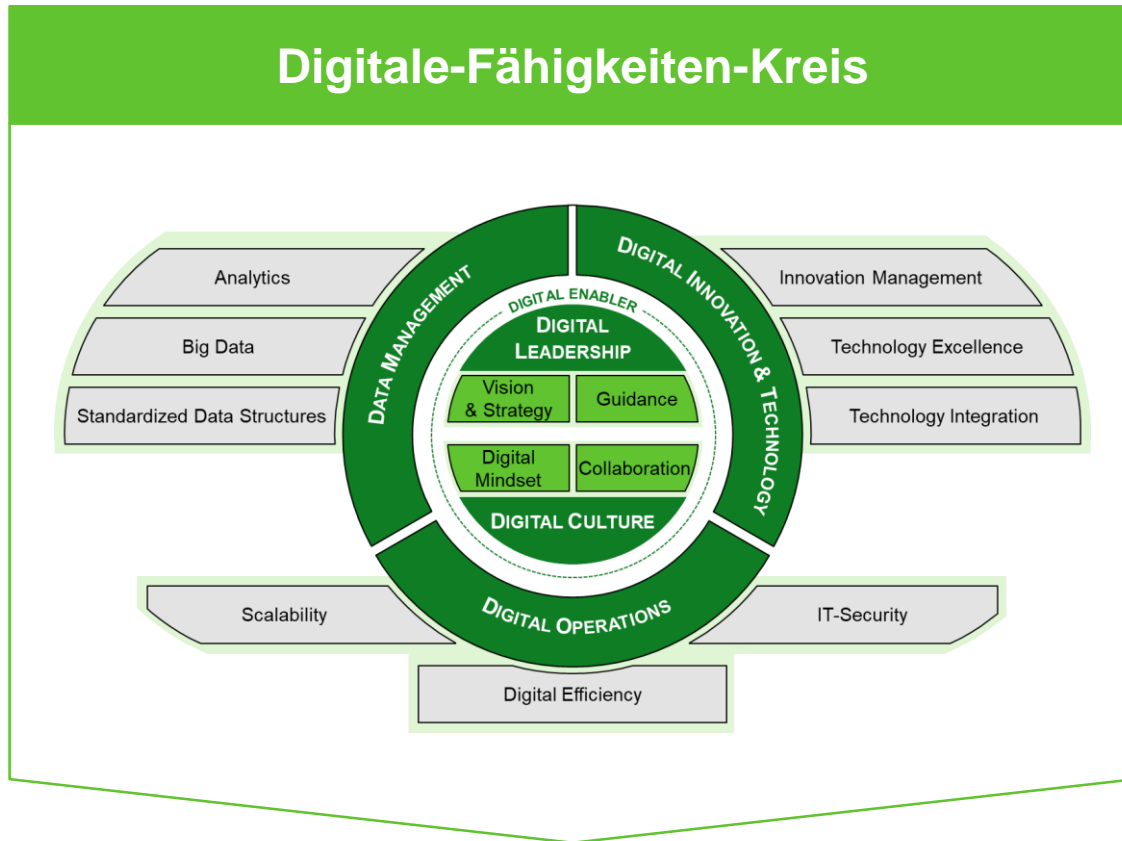 Digitale-Fähigkeiten-Kreis
Analytics
Big Data
Standardized Data Structures
DATA MANAGEMENT
DIGITAL INNOVATION & TECHNOLOGY
Innovation Management
Technology Excellence
Technology Integration
DIGITAL ENABLER
DIGITAL
LEADERSHIP
Vision
& Strategy
Guidance
Digital
Mindset
Collaboration
DIGITAL CULTURE
DIGITAL OPERATIONS
Scalability
IT-Security
Digital Efficiency